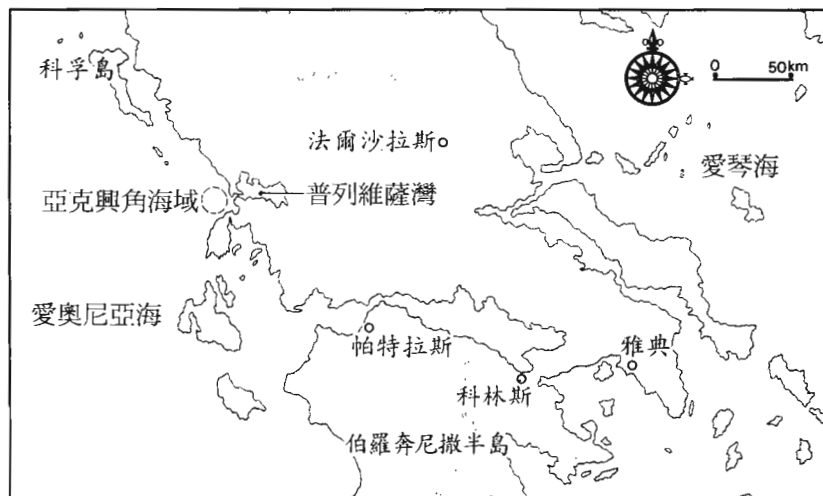 科孚島
0 50km
法爾沙拉斯
愛琴海
亞克興角海域
普列維薩灣
愛奧尼亞海
帕特拉斯
雅典
科林斯
伯羅奔尼撒半島